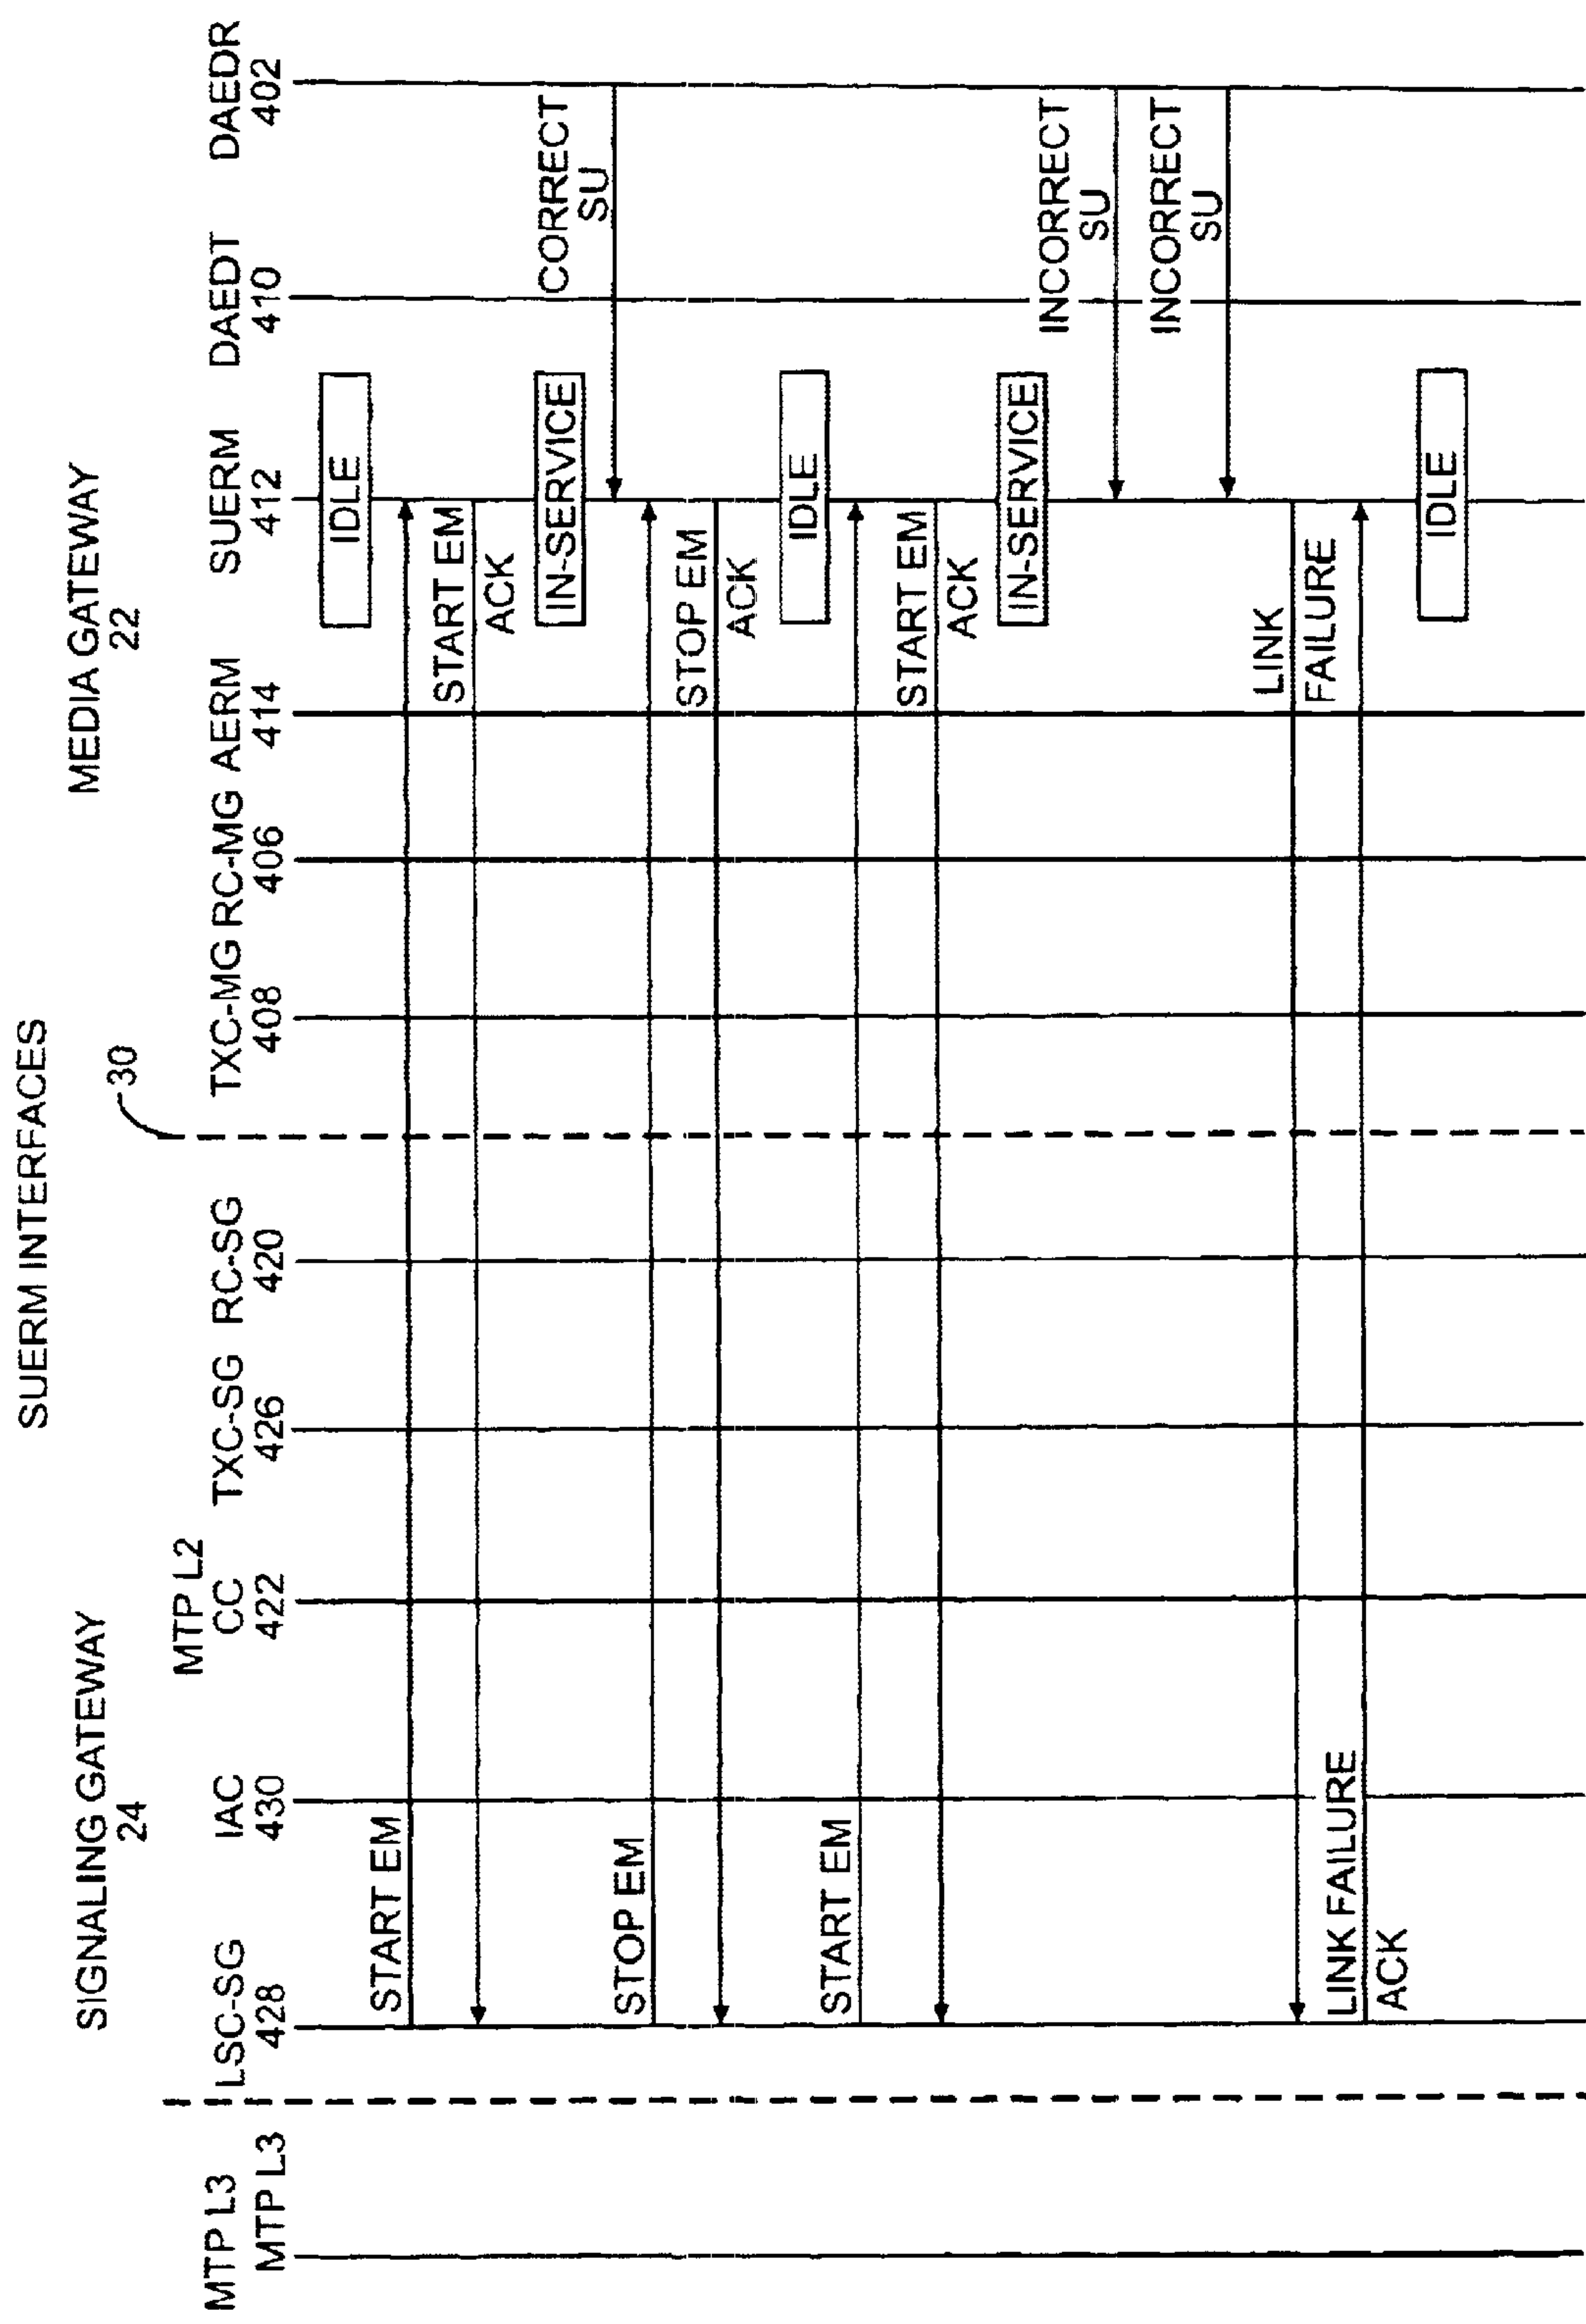 SUERM INTERFACES
SIGNALING GATEWAY
24
MEDIA GATEWAY
22
30
MTP L2
MTP L3
MTP L3
LSC-SG
428
IAC
430
CC
422
TXC-SG
426
RC-SG
420
TXC-MG
408
RC-MG
406
AERM
414
SUERM
412
DAEDT
410
DAEDR
402
IDLE
START EM
START EM
ACK
IN-SERVICE
CORRECT
SU
STOP EM
STOP EM
ACK
IDLE
START EM
START EM
ACK
IN-SERVICE
INCORRECT
SU
INCORRECT
SU
LINK
FAILURE
LINK FAILURE
ACK
IDLE